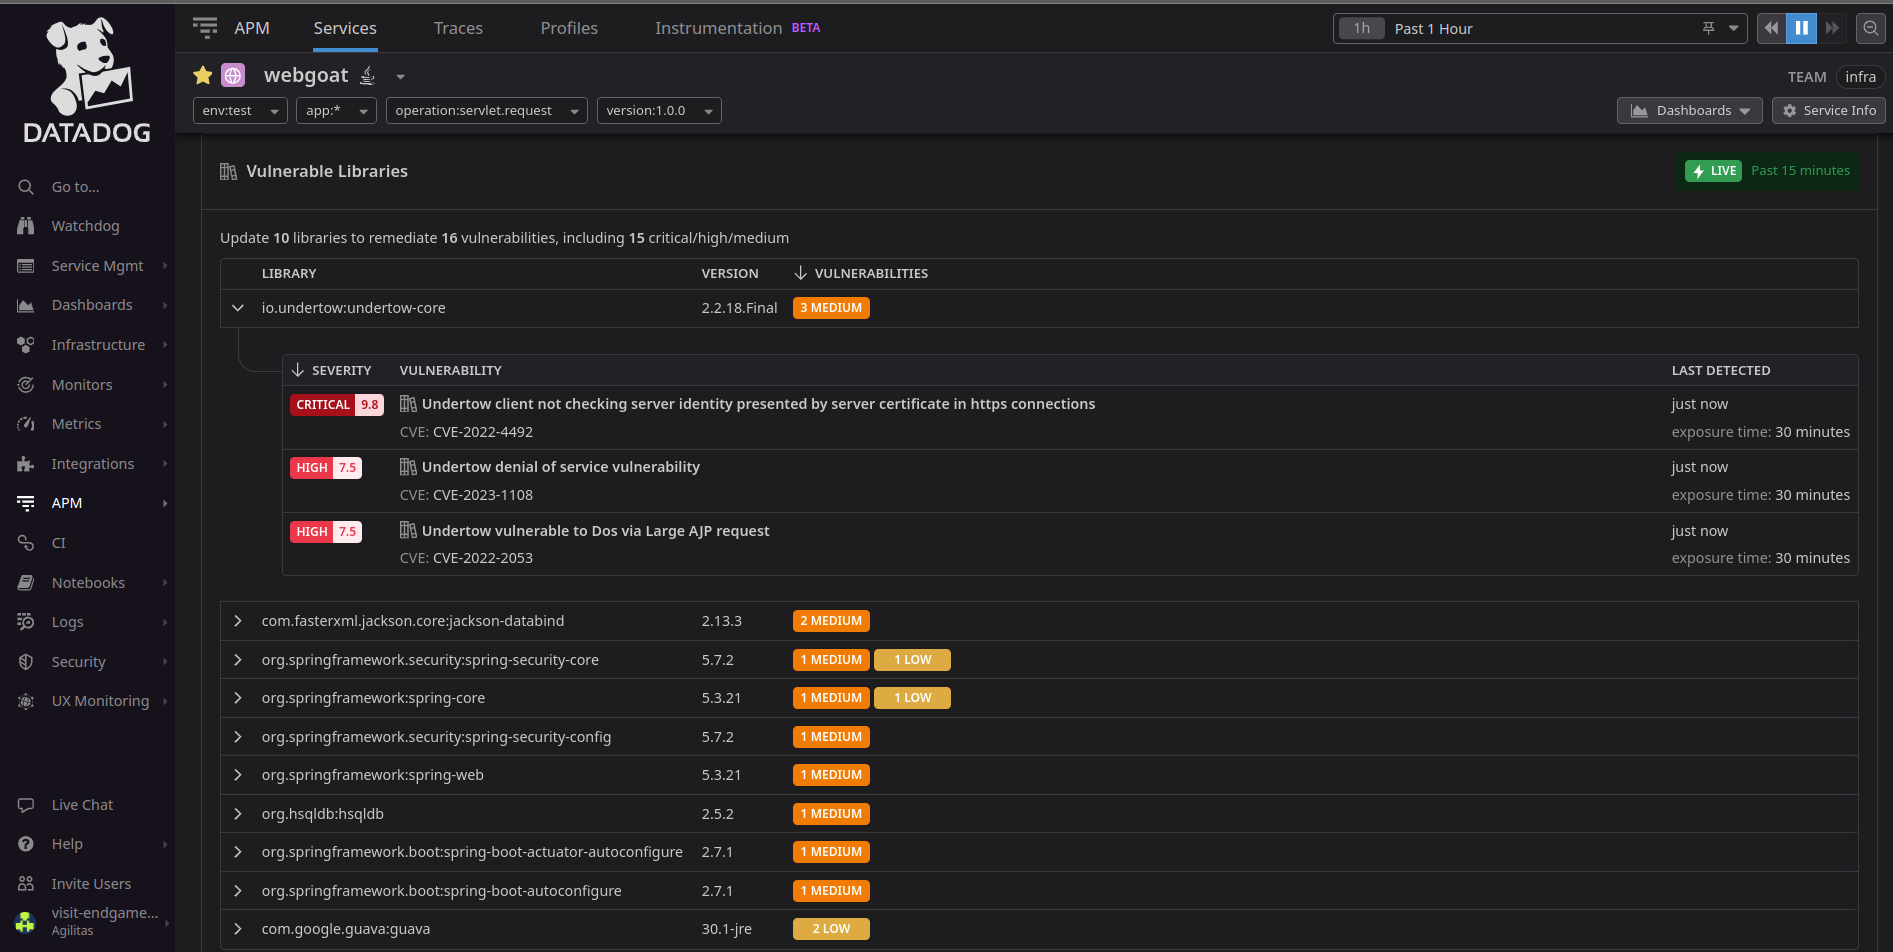 DATADOG
Go to...
Watchdog
Service Mgmt
Dashboards
Infrastructure
Monitors
Metrics
Integrations
APM
CI
Notebooks
Logs
Security
UX Monitoring
Live Chat
Help
Invite Users
visit-endgame...
Agilitas
APM Services Traces Profiles Instrumentation BETA
1h Past 1 Hour
webgoat
TEAM infra
env:test app:* operation:servlet.request version:1.0.0
Dashboards Service Info
Vulnerable Libraries
LIVE Past 15 minutes
Update 10 libraries to remediate 16 vulnerabilities, including 15 critical/high/medium
LIBRARY VERSION VULNERABILITIES
io.undertow:undertow-core 2.2.18.Final 3 MEDIUM
SEVERITY VULNERABILITY LAST DETECTED
CRITICAL 9.8 Undertow client not checking server identity presented by server certificate in https connections just now
CVE: CVE-2022-4492 exposure time: 30 minutes
HIGH 7.5 Undertow denial of service vulnerability just now
CVE: CVE-2023-1108 exposure time: 30 minutes
HIGH 7.5 Undertow vulnerable to Dos via Large AJP request just now
CVE: CVE-2022-2053 exposure time: 30 minutes
com.fasterxml.jackson.core:jackson-databind 2.13.3 2 MEDIUM
org.springframework.security:spring-security-core 5.7.2 1 MEDIUM 1 LOW
org.springframework:spring-core 5.3.21 1 MEDIUM 1 LOW
org.springframework.security:spring-security-config 5.7.2 1 MEDIUM
org.springframework:spring-web 5.3.21 1 MEDIUM
org.hsqldb:hsqldb 2.5.2 1 MEDIUM
org.springframework.boot:spring-boot-actuator-autoconfigure 2.7.1 1 MEDIUM
org.springframework.boot:spring-boot-autoconfigure 2.7.1 1 MEDIUM
com.google.guava:guava 30.1-jre 2 LOW